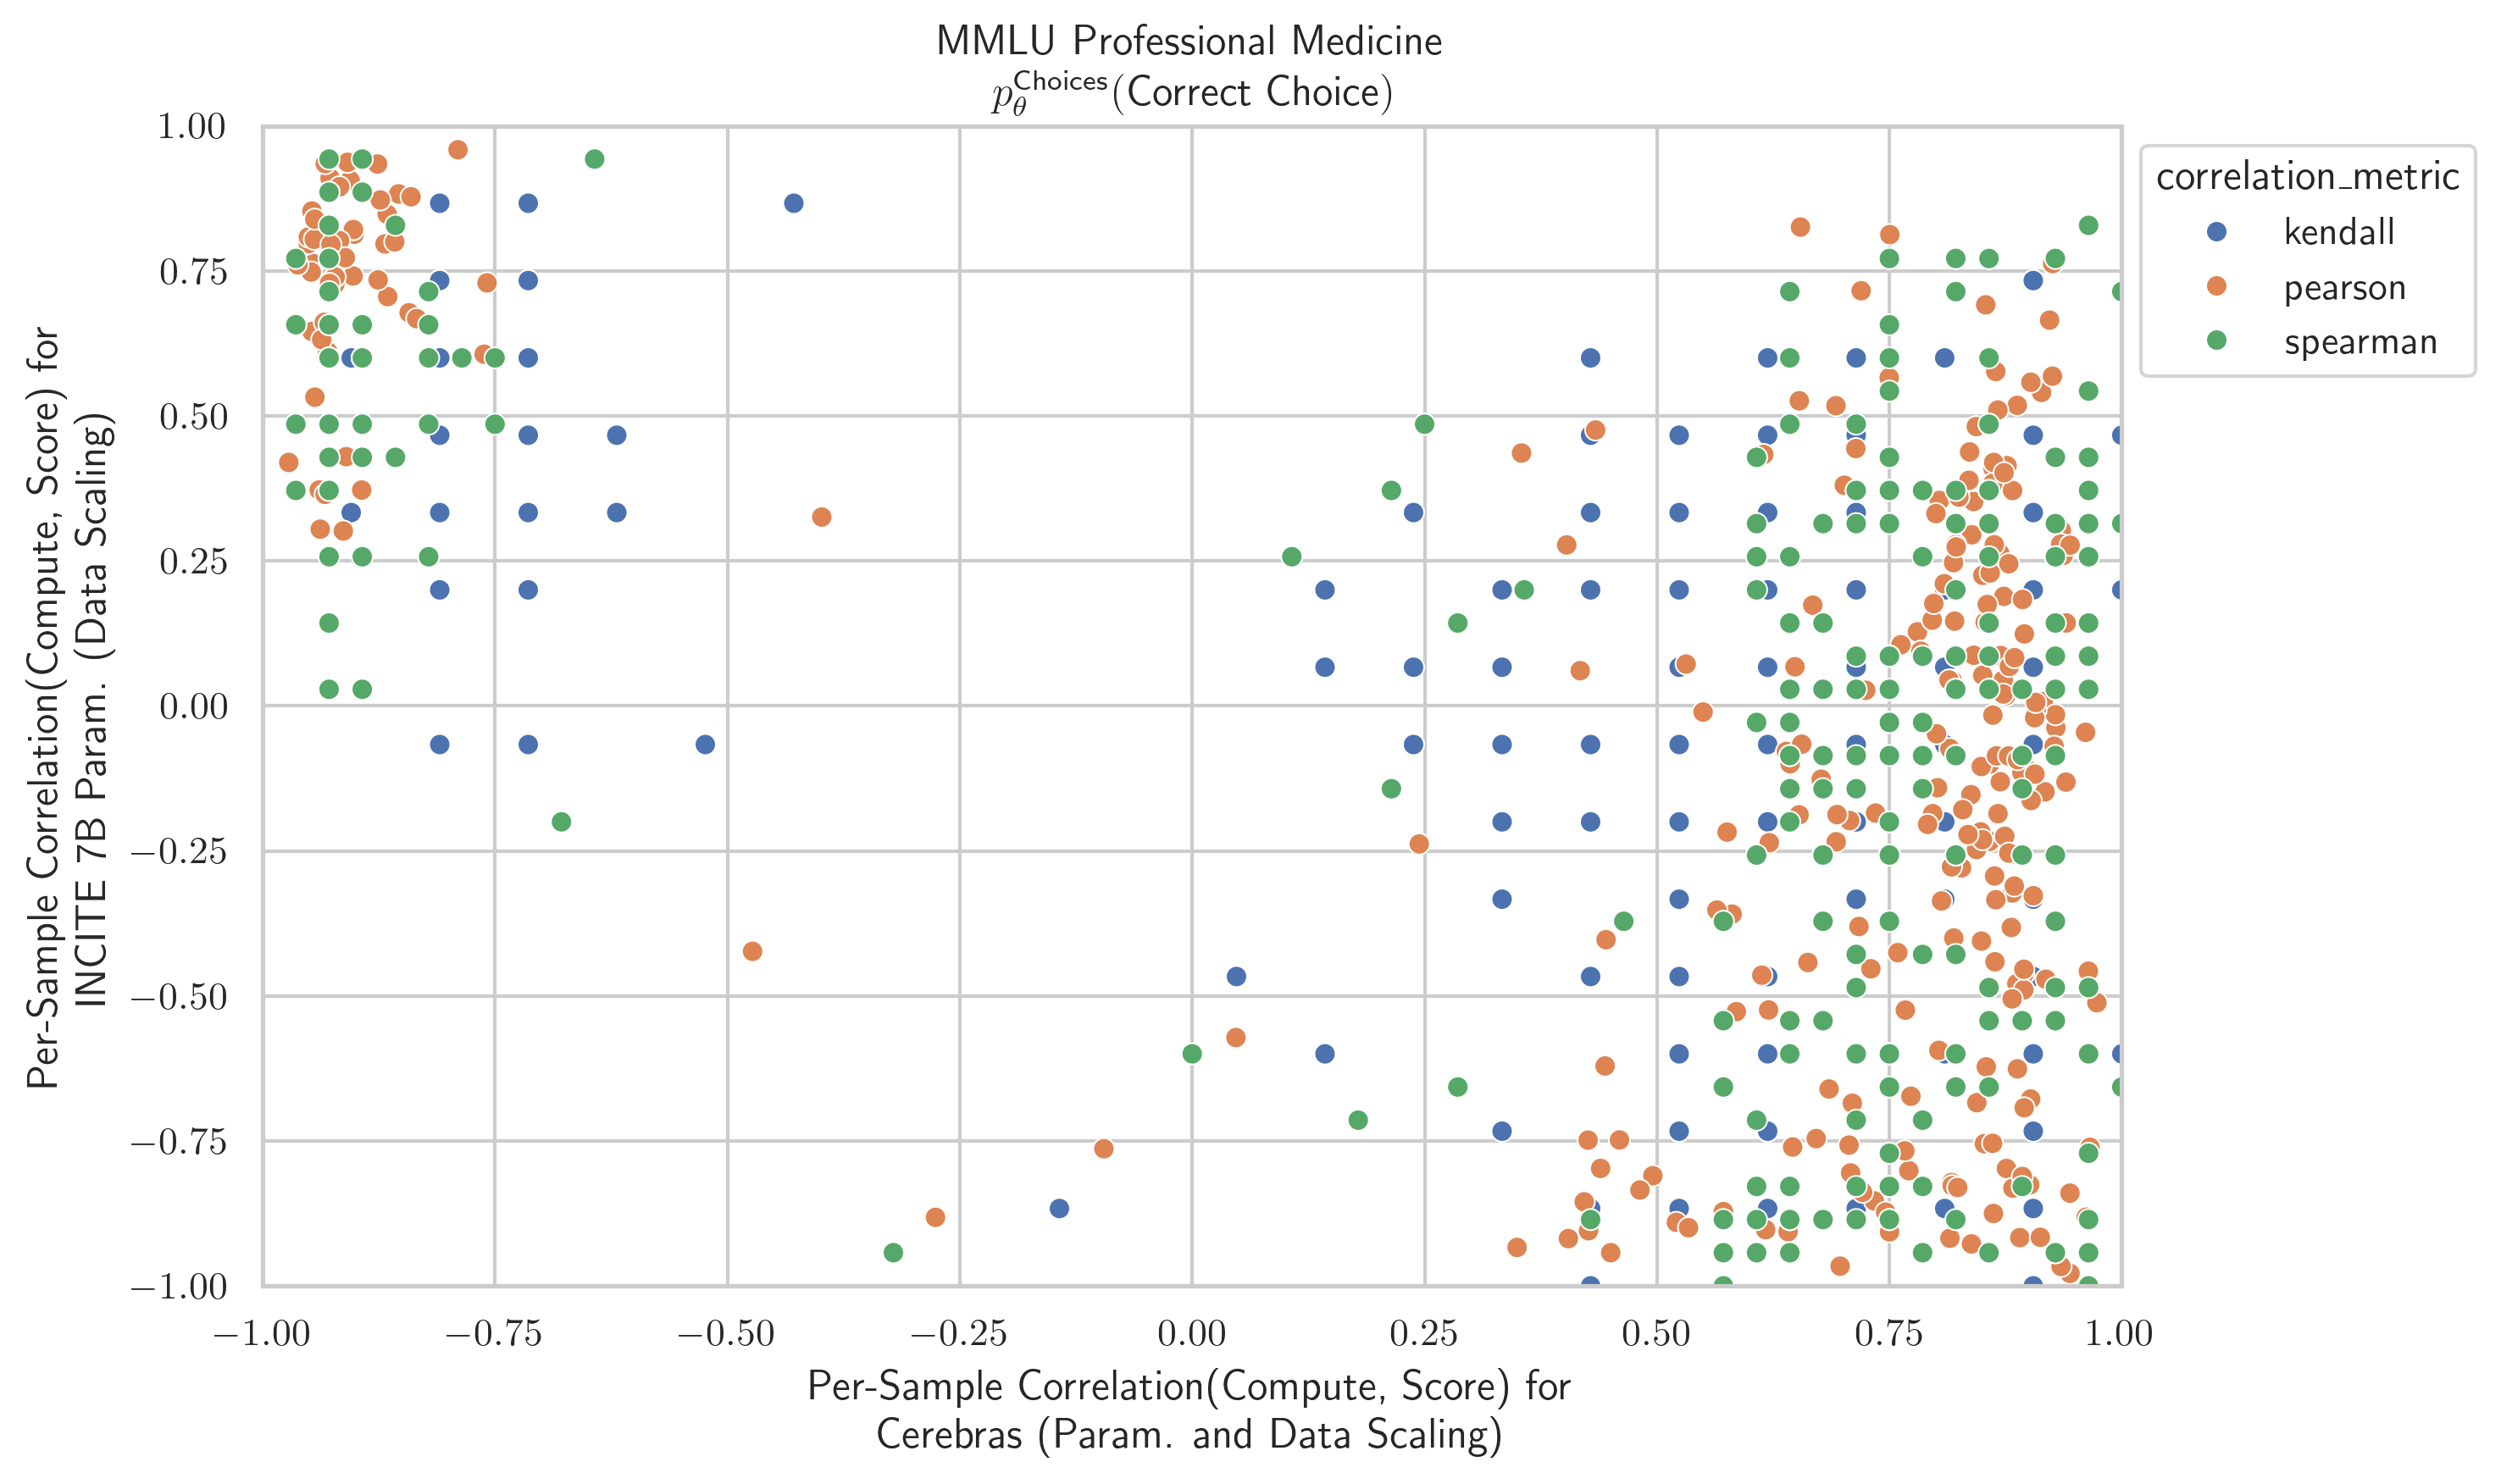 MMLU Professional Medicine
p_θ^Choices(Correct Choice)
Per-Sample Correlation(Compute, Score) for
INCITE 7B Param. (Data Scaling)
1.00
0.75
0.50
0.25
0.00
−0.25
−0.50
−0.75
−1.00
−1.00 −0.75 −0.50 −0.25 0.00 0.25 0.50 0.75 1.00
Per-Sample Correlation(Compute, Score) for
Cerebras (Param. and Data Scaling)
correlation_metric
kendall
pearson
spearman